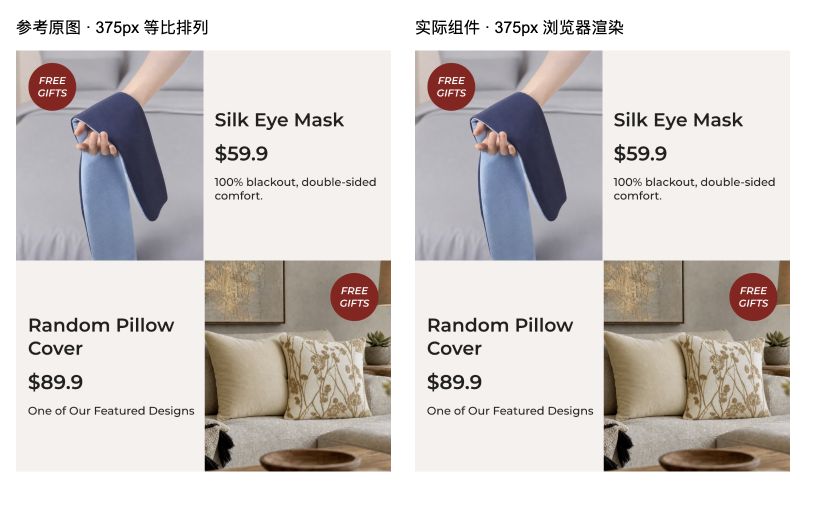 参考原图 · 375px 等比排列
FREE
GIFTS
Silk Eye Mask
$59.9
100% blackout, double-sided
comfort.
Random Pillow
Cover
$89.9
One of Our Featured Designs
FREE
GIFTS
实际组件 · 375px 浏览器渲染
FREE
GIFTS
Silk Eye Mask
$59.9
100% blackout, double-sided
comfort.
Random Pillow
Cover
$89.9
One of Our Featured Designs
FREE
GIFTS